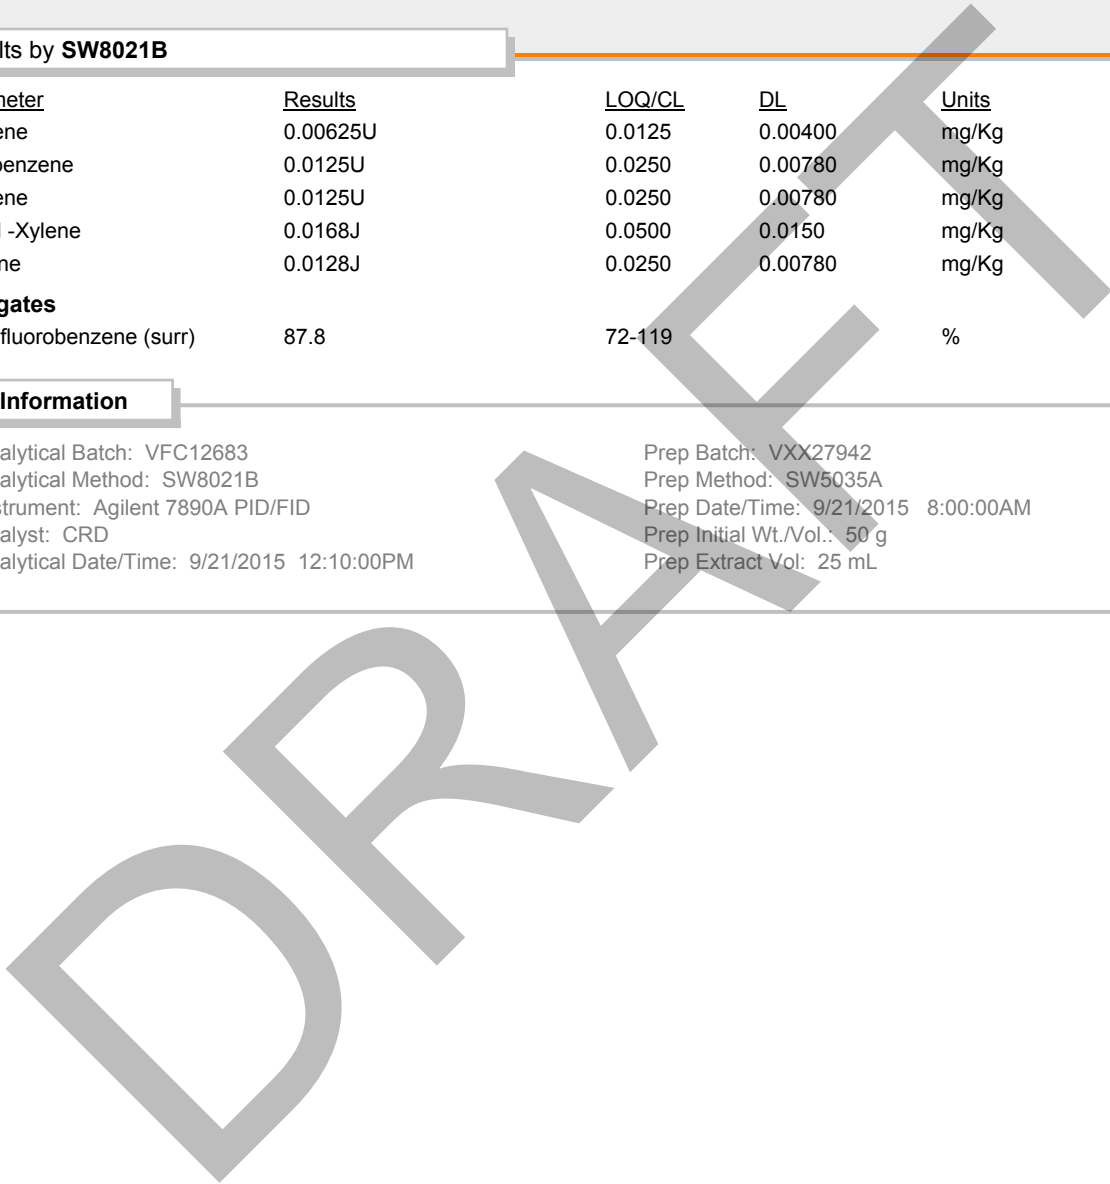 lts by SW8021B
meter Results LOQ/CL DL Units
ene 0.00625U 0.0125 0.00400 mg/Kg
benzene 0.0125U 0.0250 0.00780 mg/Kg
ene 0.0125U 0.0250 0.00780 mg/Kg
-Xylene 0.0168J 0.0500 0.0150 mg/Kg
ne 0.0128J 0.0250 0.00780 mg/Kg
gates
fluorobenzene (surr) 87.8 72-119 %
Information
alytical Batch: VFC12683 Prep Batch: VXX27942
alytical Method: SW8021B Prep Method: SW5035A
strument: Agilent 7890A PID/FID Prep Date/Time: 9/21/2015 8:00:00AM
alyst: CRD Prep Initial Wt./Vol.: 50 g
alytical Date/Time: 9/21/2015 12:10:00PM Prep Extract Vol: 25 mL
DRAFT